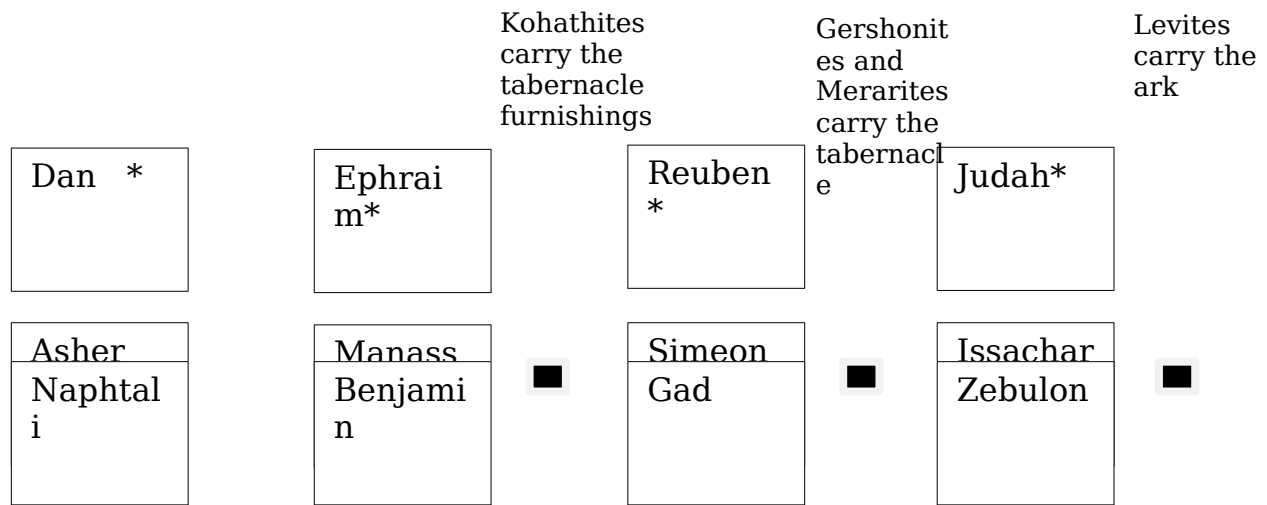 Kohathites
carry the
tabernacle
furnishings
Gershonit
es and
Merarites
carry the
tabernacl
e
Levites
carry the
ark
Dan *
Ephrai
m*
Reuben
*
Judah*
Asher
Manass
Simeon
Issachar
Naphtal
i
Benjami
n
Gad
Zebulon